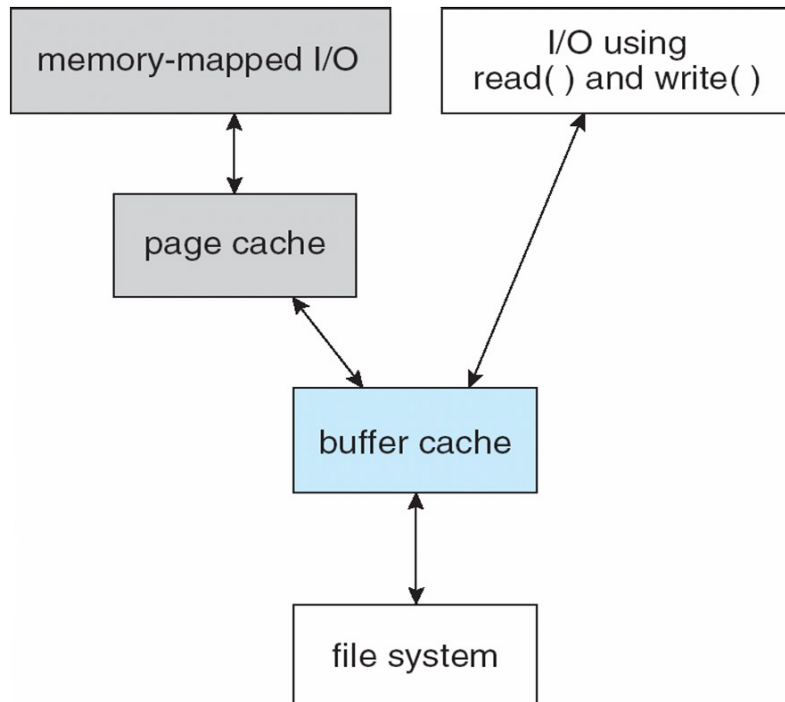 memory-mapped I/O
I/O using
read( ) and write( )
page cache
buffer cache
file system